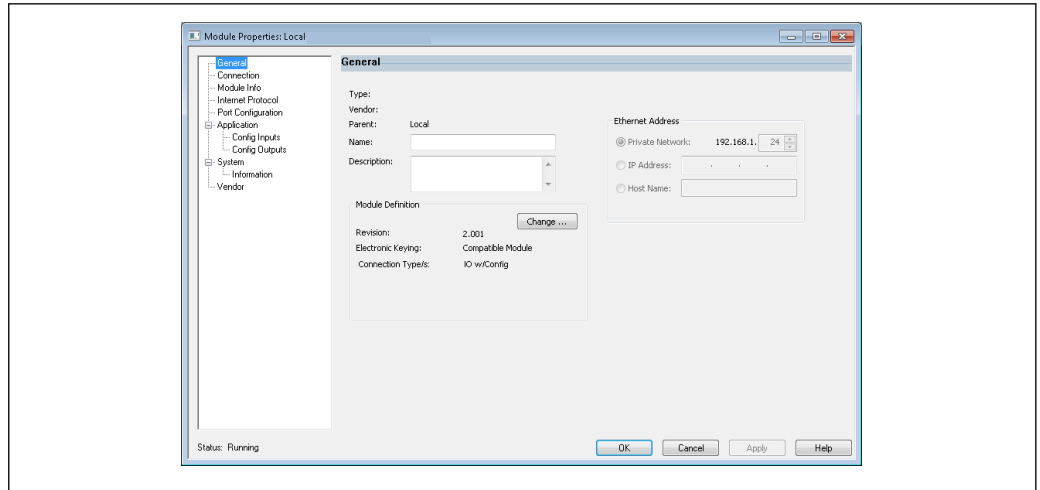 Module Properties: Local
General
Connection
Module Info
Internet Protocol
Port Configuration
Application
Config Inputs
Config Outputs
System
Information
Vendor
General
Type:
Vendor:
Parent: Local
Name:
Description:
Module Definition
Change ...
Revision: 2.001
Electronic Keying: Compatible Module
Connection Type/s: IO w/Config
Ethernet Address
Private Network: 192.168.1. 24
IP Address: . . .
Host Name:
Status: Running
OK Cancel Apply Help